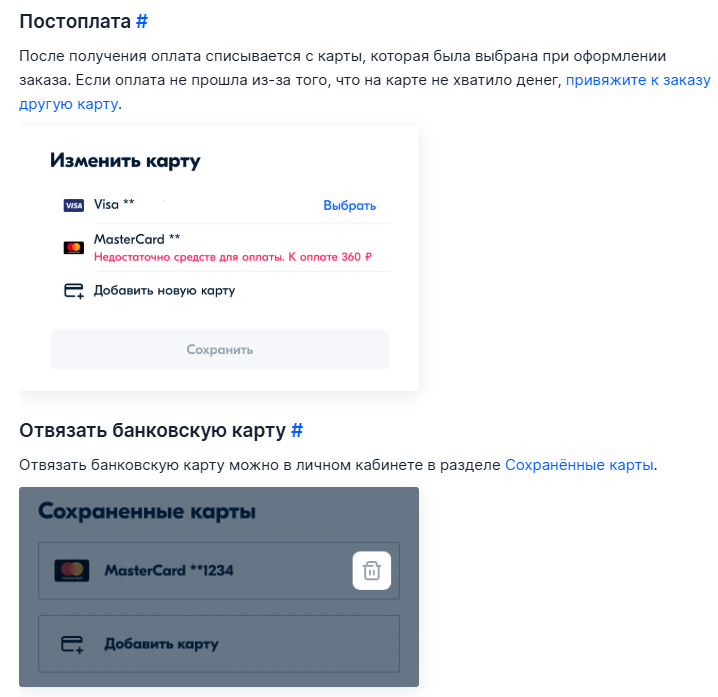 Постоплата #
После получения оплата списывается с карты, которая была выбрана при оформлении
заказа. Если оплата не прошла из-за того, что на карте не хватило денег, привяжите к заказу
другую карту.
Изменить карту
VISA Visa ** Выбрать
MasterCard **
Недостаточно средств для оплаты. К оплате 360 ₽
Добавить новую карту
Сохранить
Отвязать банковскую карту #
Отвязать банковскую карту можно в личном кабинете в разделе Сохранённые карты.
Сохраненные карты
MasterCard **1234
Добавить карту